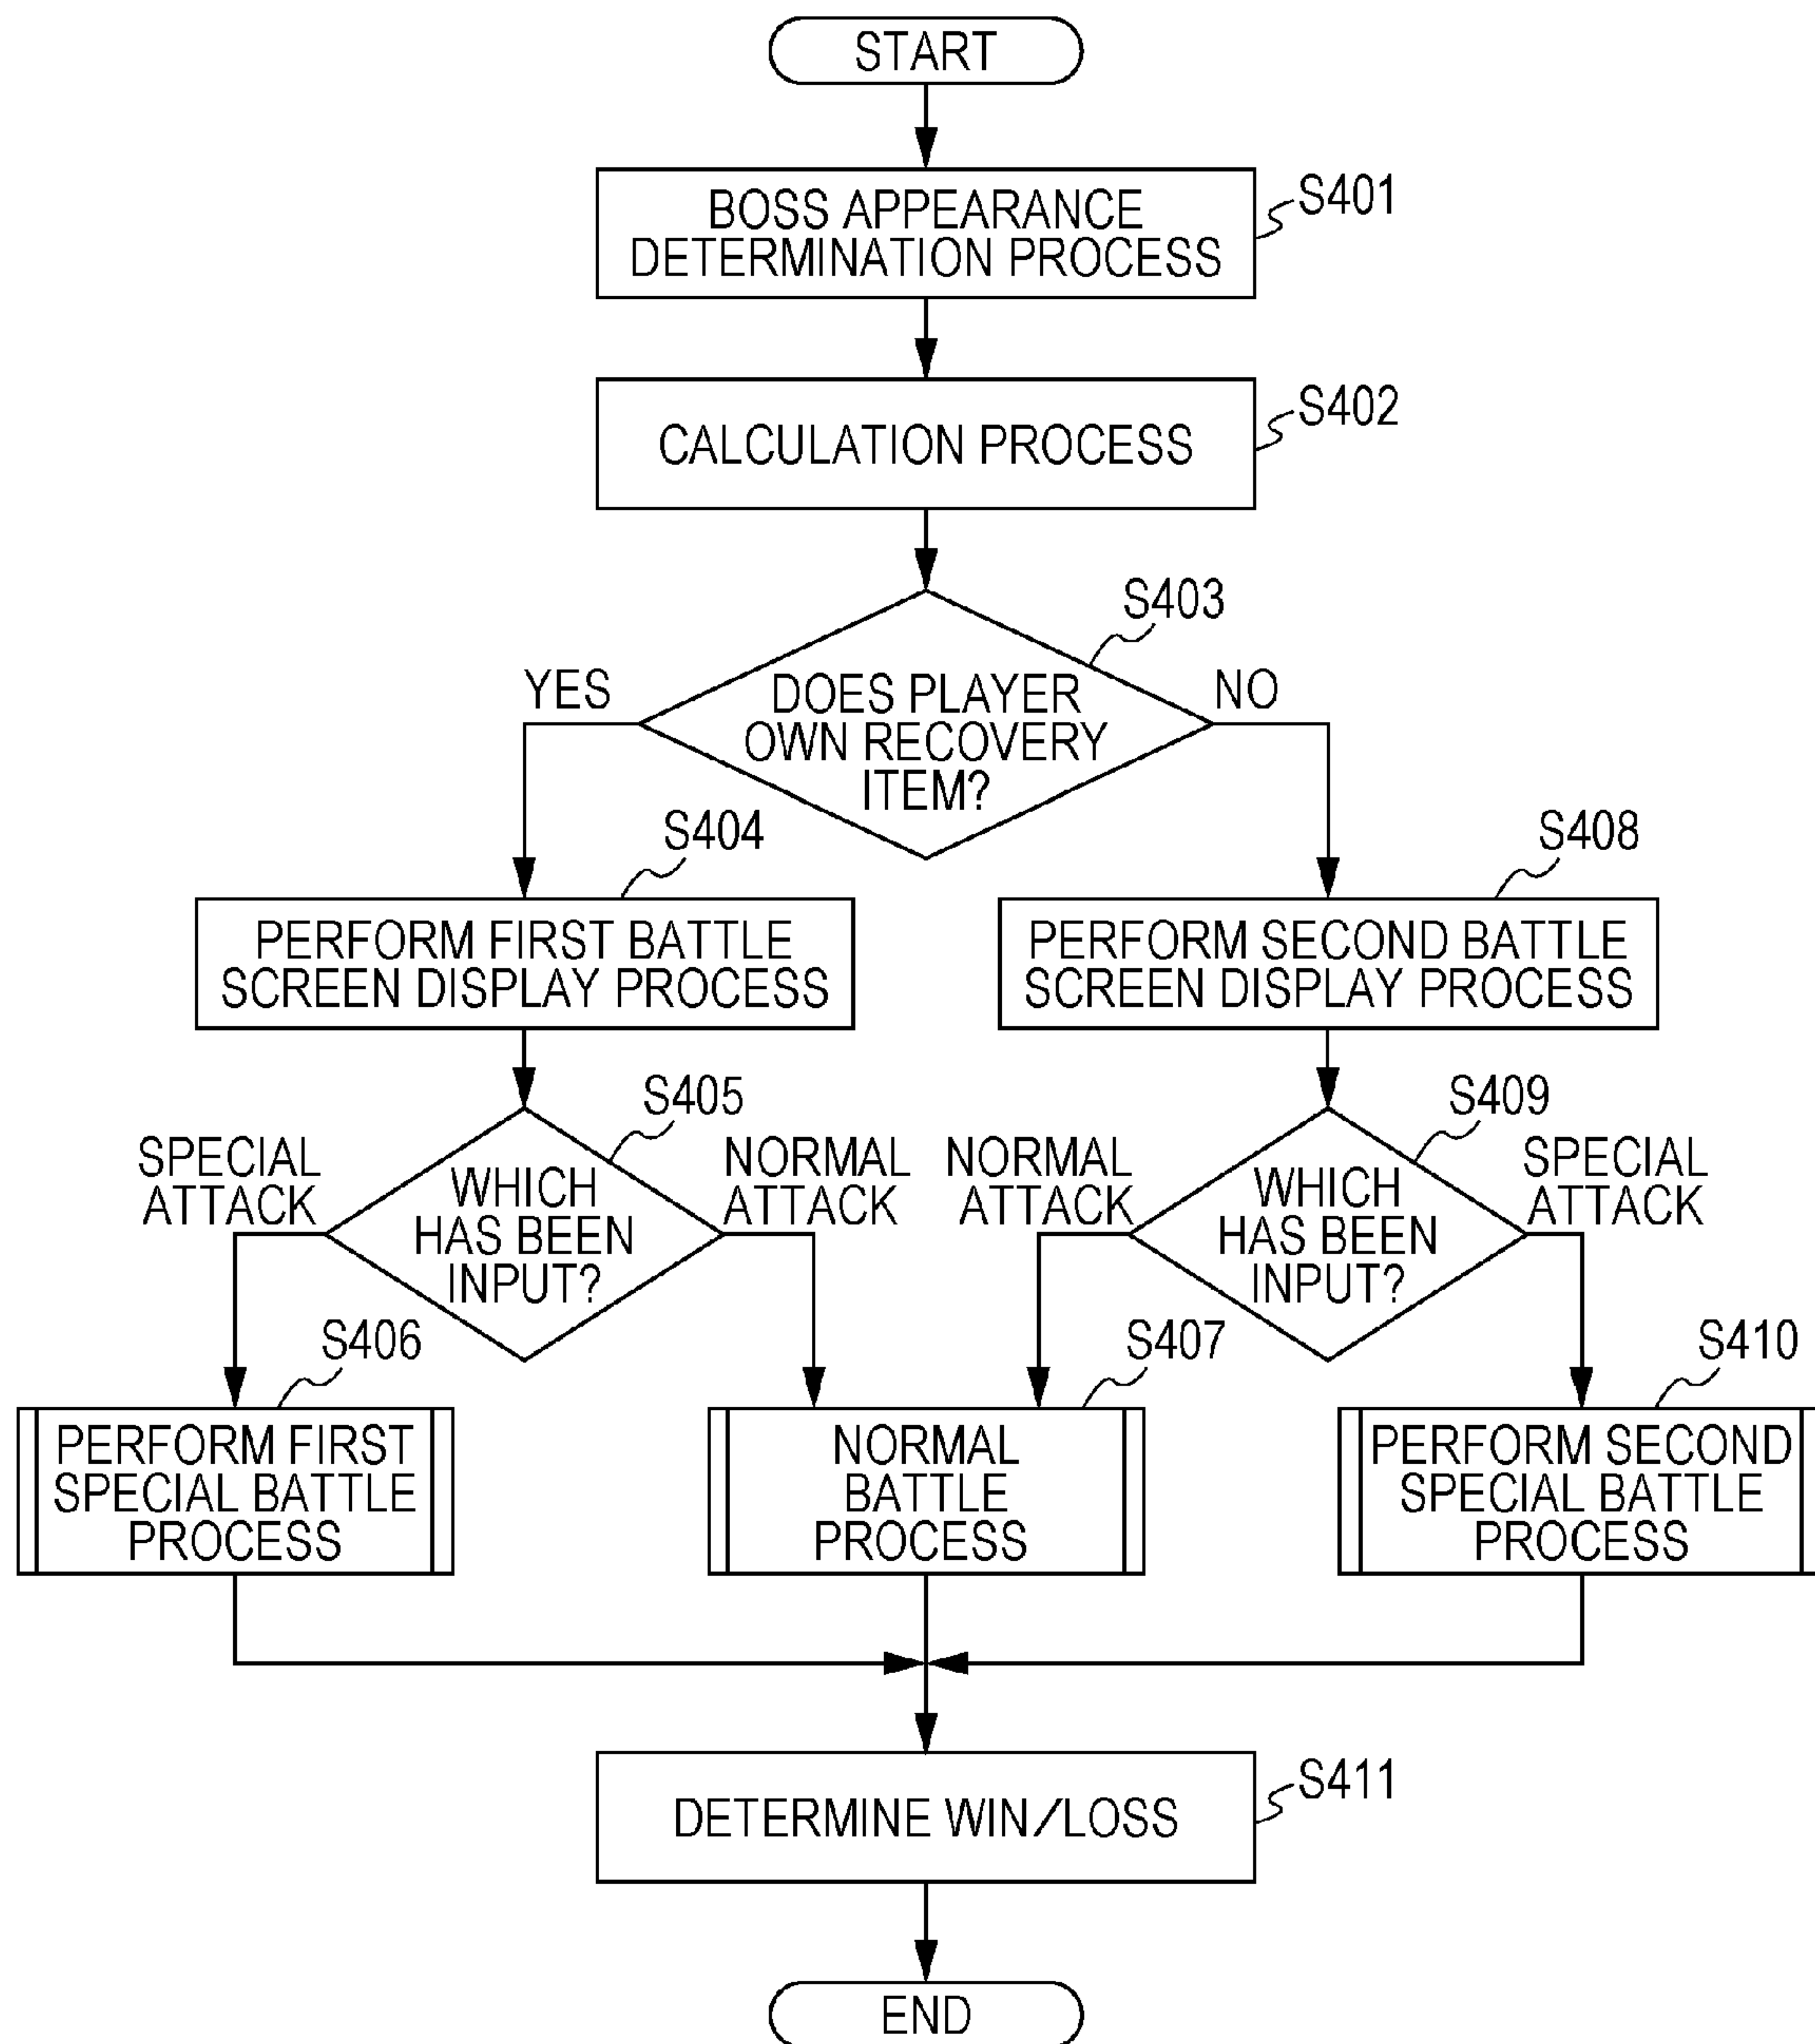 START
BOSS APPEARANCE
DETERMINATION PROCESS
S401
CALCULATION PROCESS
S402
S403
YES
DOES PLAYER
OWN RECOVERY
ITEM?
NO
S404
PERFORM FIRST BATTLE
SCREEN DISPLAY PROCESS
S408
PERFORM SECOND BATTLE
SCREEN DISPLAY PROCESS
S405
SPECIAL
ATTACK
WHICH
HAS BEEN
INPUT?
NORMAL
ATTACK
S409
NORMAL
ATTACK
WHICH
HAS BEEN
INPUT?
SPECIAL
ATTACK
S406
PERFORM FIRST
SPECIAL BATTLE
PROCESS
S407
NORMAL
BATTLE
PROCESS
S410
PERFORM SECOND
SPECIAL BATTLE
PROCESS
DETERMINE WIN/LOSS
S411
END